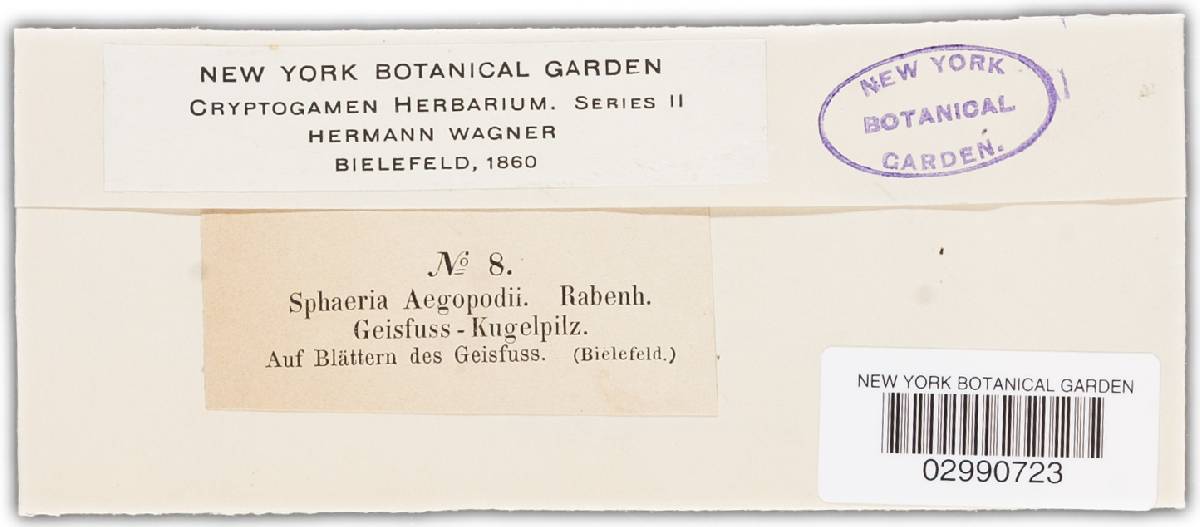 NEW YORK BOTANICAL GARDEN
CRYPTOGAMEN HERBARIUM. SERIES II
HERMANN WAGNER
BIELEFELD, 1860
NEW YORK
BOTANICAL
GARDEN.
№ 8.
Sphaeria Aegopodii. Rabenh.
Geisfuss-Kugelpilz.
Auf Blättern des Geisfuss. (Bielefeld.)
NEW YORK BOTANICAL GARDEN
02990723